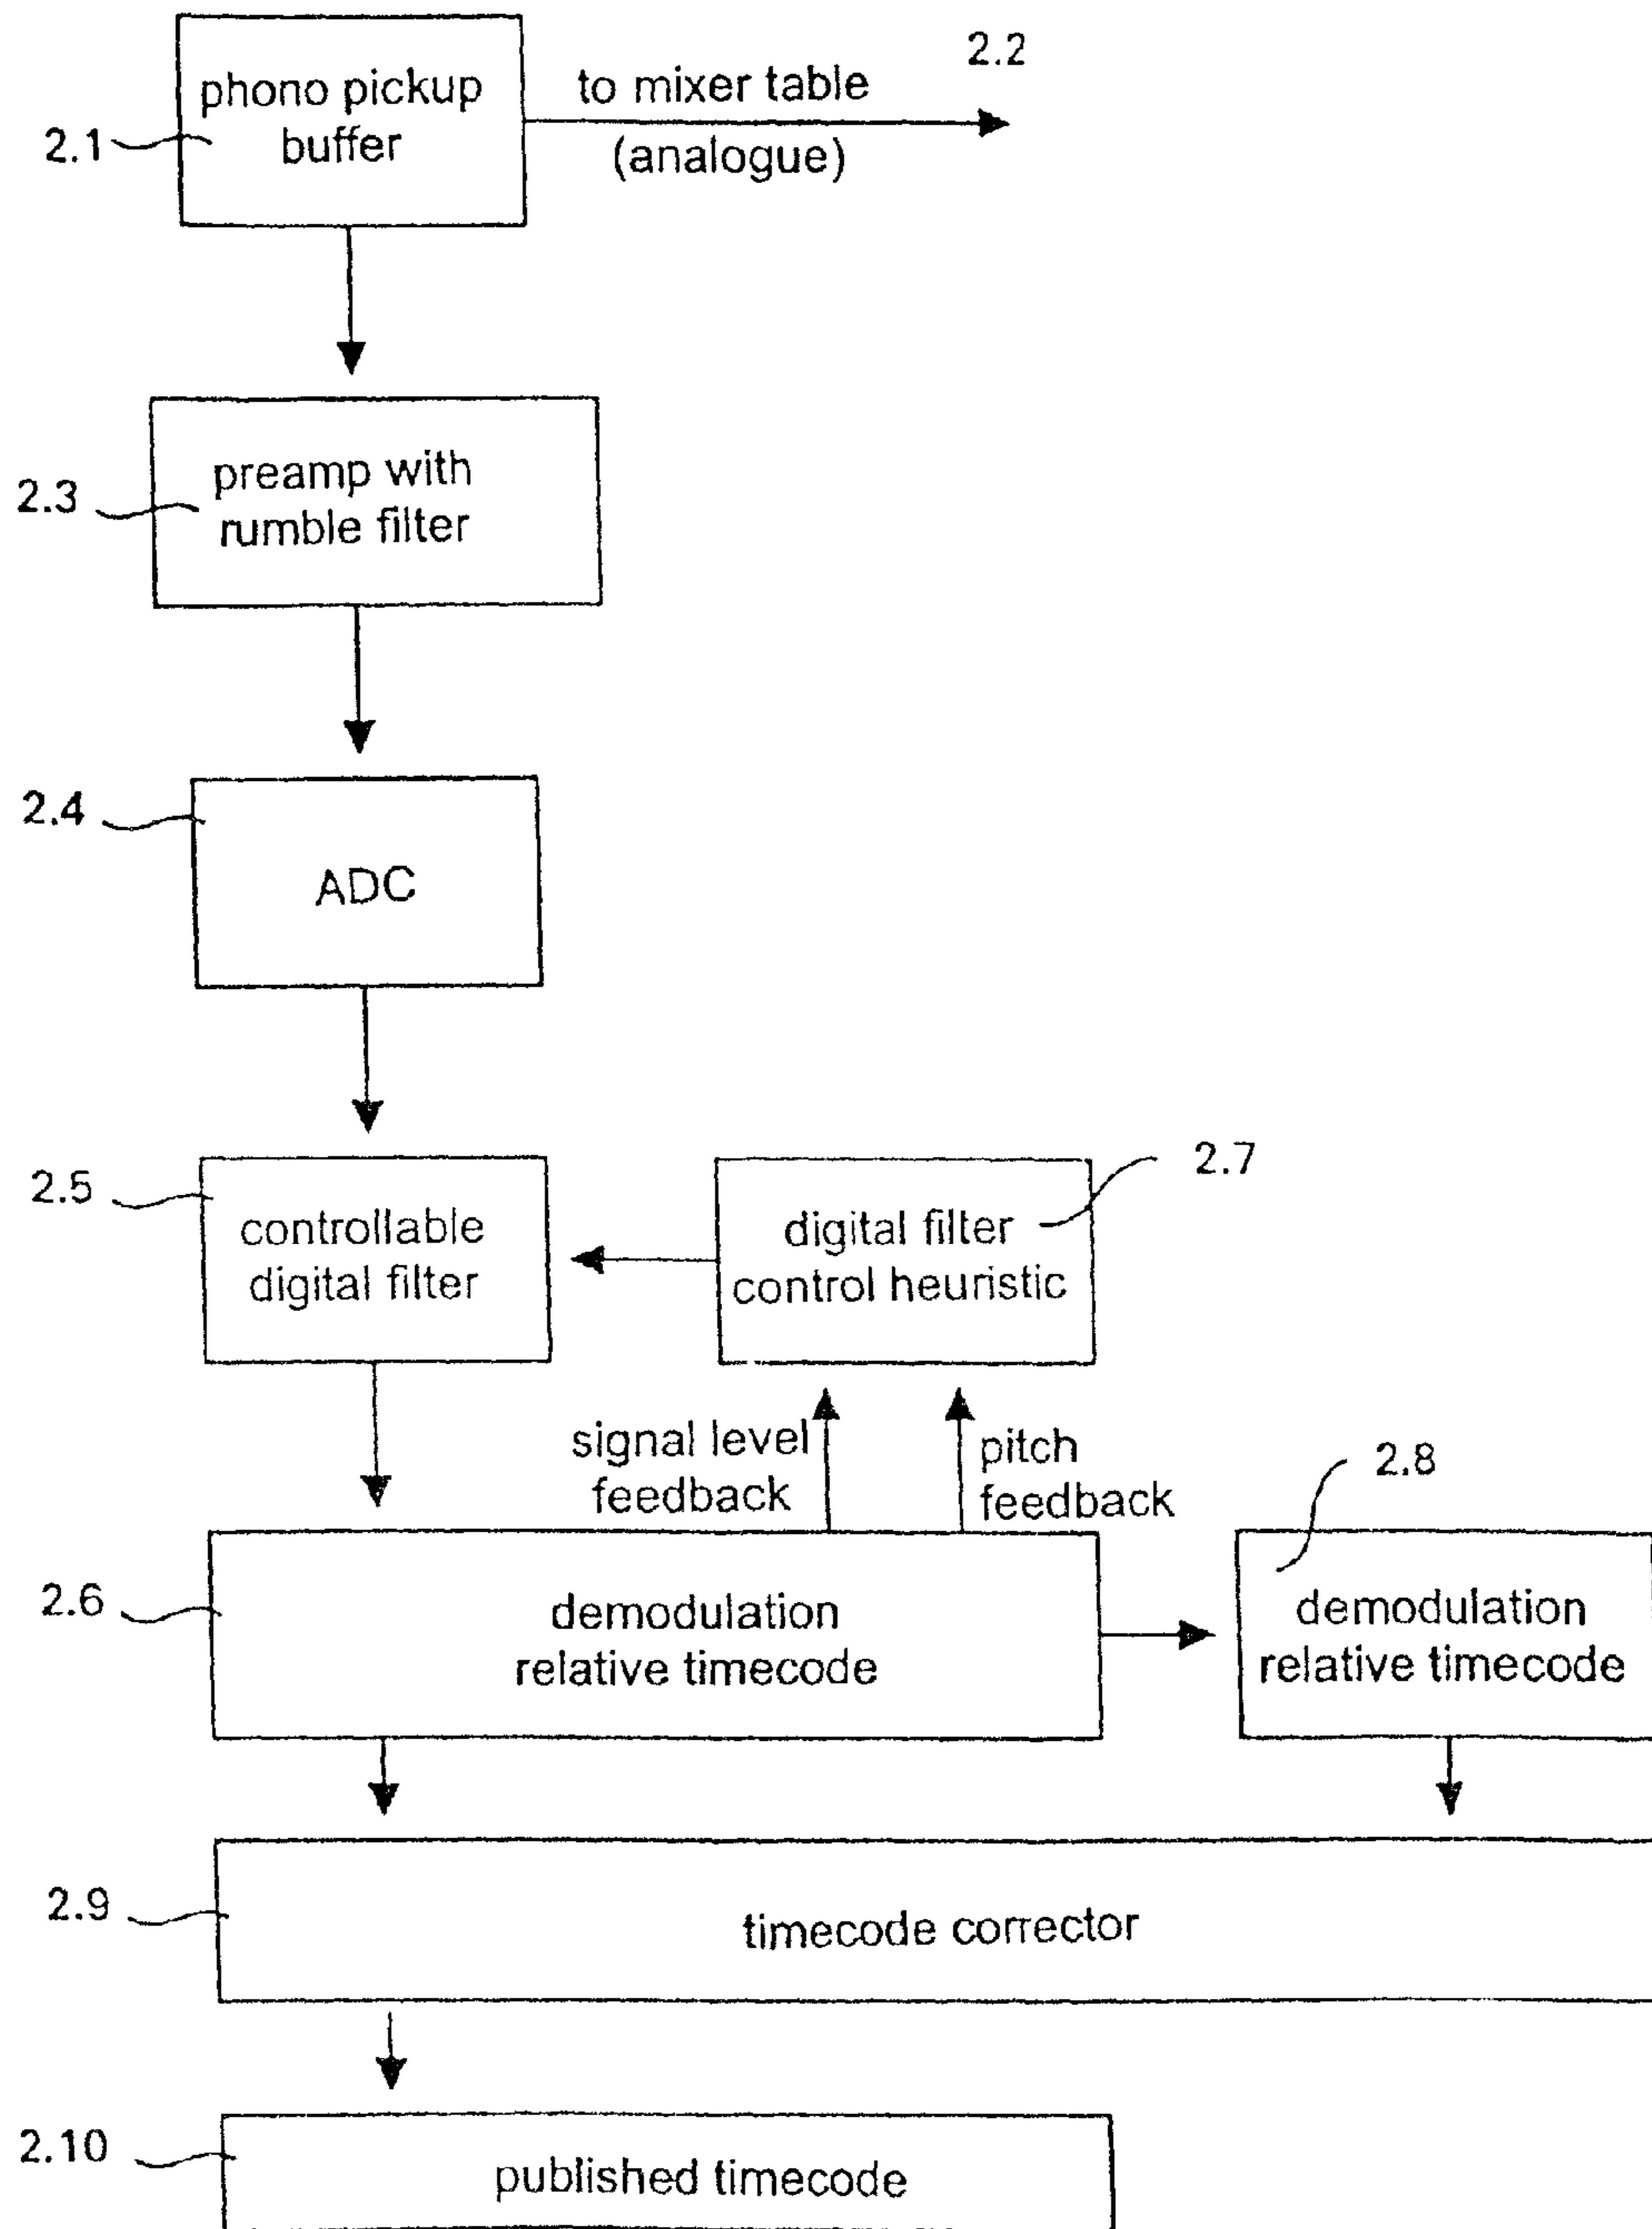 2.2
phono pickup
buffer
to mixer table
(analogue)
2.1
preamp with
rumble filter
2.3
2.4
ADC
2.5
controllable
digital filter
2.7
digital filter
control heuristic
signal level
feedback
pitch
feedback
2.8
2.6
demodulation
relative timecode
demodulation
relative timecode
2.9
timecode corrector
2.10
published timecode